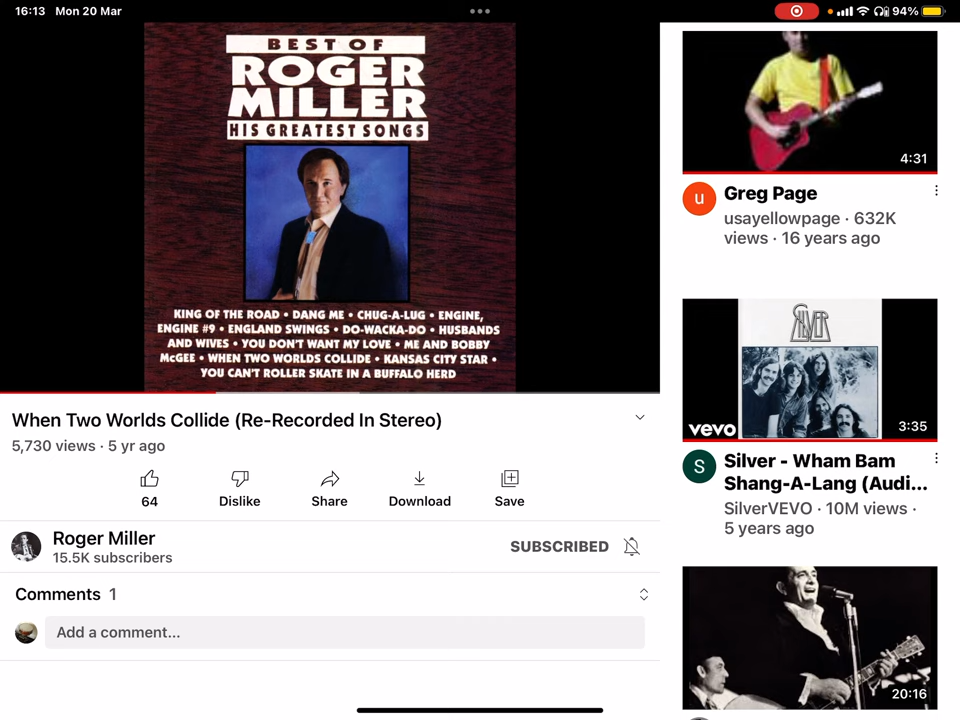 16:13 Mon 20 Mar
94%
BEST OF
ROGER
MILLER
HIS GREATEST SONGS
KING OF THE ROAD • DANG ME • CHUG-A-LUG • ENGINE,
ENGINE #9 • ENGLAND SWINGS • DO-WACKA-DO • HUSBANDS
AND WIVES • YOU DON'T WANT MY LOVE • ME AND BOBBY
McGEE • WHEN TWO WORLDS COLLIDE • KANSAS CITY STAR •
YOU CAN'T ROLLER SKATE IN A BUFFALO HERD
When Two Worlds Collide (Re-Recorded In Stereo)
5,730 views · 5 yr ago
64 Dislike Share Download Save
Roger Miller
15.5K subscribers
SUBSCRIBED
Comments 1
Add a comment...
4:31
u
Greg Page
usayellowpage · 632K
views · 16 years ago
SILVER
vevo
3:35
S
Silver - Wham Bam
Shang-A-Lang (Audi...
SilverVEVO · 10M views ·
5 years ago
20:16